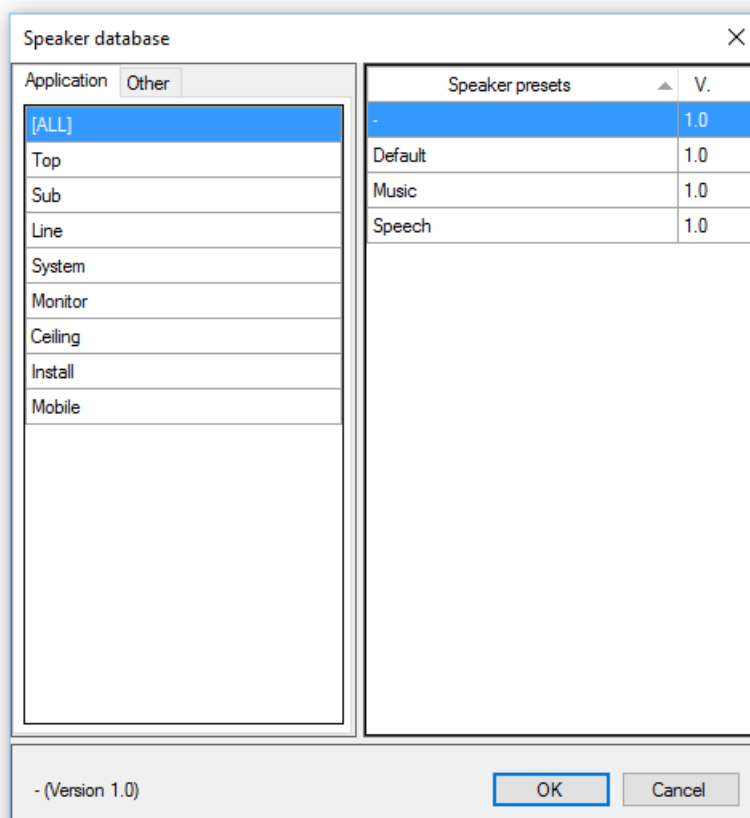 Speaker database
Application Other
[ALL]
Top
Sub
Line
System
Monitor
Ceiling
Install
Mobile
Speaker presets V.
- 1.0
Default 1.0
Music 1.0
Speech 1.0
- (Version 1.0)
OK Cancel